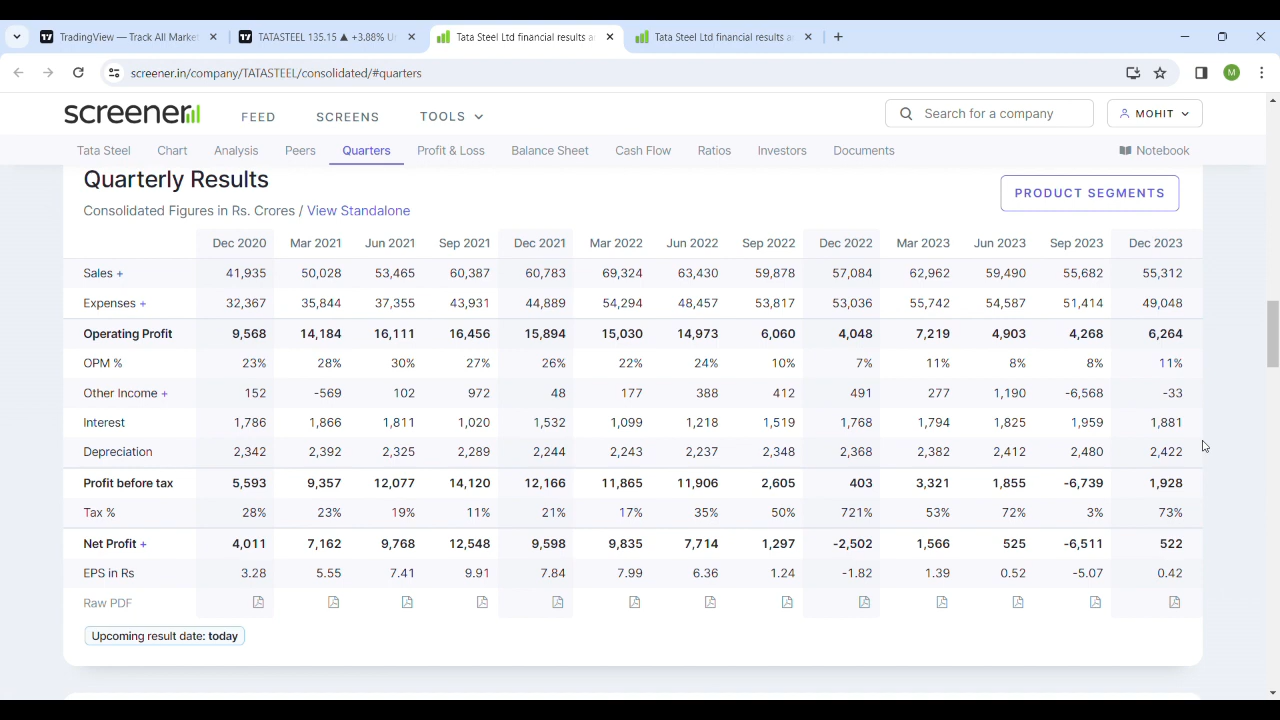 TradingView — Track All Market
TATASTEEL 135.15 ▲ +3.88% U
Tata Steel Ltd financial results a
Tata Steel Ltd financial results a
screener.in/company/TATASTEEL/consolidated/#quarters
M
screener
FEED SCREENS TOOLS
Search for a company
MOHIT
Tata Steel Chart Analysis Peers Quarters Profit & Loss Balance Sheet Cash Flow Ratios Investors Documents Notebook
Quarterly Results
PRODUCT SEGMENTS
Consolidated Figures in Rs. Crores / View Standalone
Dec 2020 Mar 2021 Jun 2021 Sep 2021 Dec 2021 Mar 2022 Jun 2022 Sep 2022 Dec 2022 Mar 2023 Jun 2023 Sep 2023 Dec 2023
Sales + 41,935 50,028 53,465 60,387 60,783 69,324 63,430 59,878 57,084 62,962 59,490 55,682 55,312
Expenses + 32,367 35,844 37,355 43,931 44,889 54,294 48,457 53,817 53,036 55,742 54,587 51,414 49,048
Operating Profit 9,568 14,184 16,111 16,456 15,894 15,030 14,973 6,060 4,048 7,219 4,903 4,268 6,264
OPM % 23% 28% 30% 27% 26% 22% 24% 10% 7% 11% 8% 8% 11%
Other Income + 152 -569 102 972 48 177 388 412 491 277 1,190 -6,568 -33
Interest 1,786 1,866 1,811 1,020 1,532 1,099 1,218 1,519 1,768 1,794 1,825 1,959 1,881
Depreciation 2,342 2,392 2,325 2,289 2,244 2,243 2,237 2,348 2,368 2,382 2,412 2,480 2,422
Profit before tax 5,593 9,357 12,077 14,120 12,166 11,865 11,906 2,605 403 3,321 1,855 -6,739 1,928
Tax % 28% 23% 19% 11% 21% 17% 35% 50% 721% 53% 72% 3% 73%
Net Profit + 4,011 7,162 9,768 12,548 9,598 9,835 7,714 1,297 -2,502 1,566 525 -6,511 522
EPS in Rs 3.28 5.55 7.41 9.91 7.84 7.99 6.36 1.24 -1.82 1.39 0.52 -5.07 0.42
Raw PDF
Upcoming result date: today